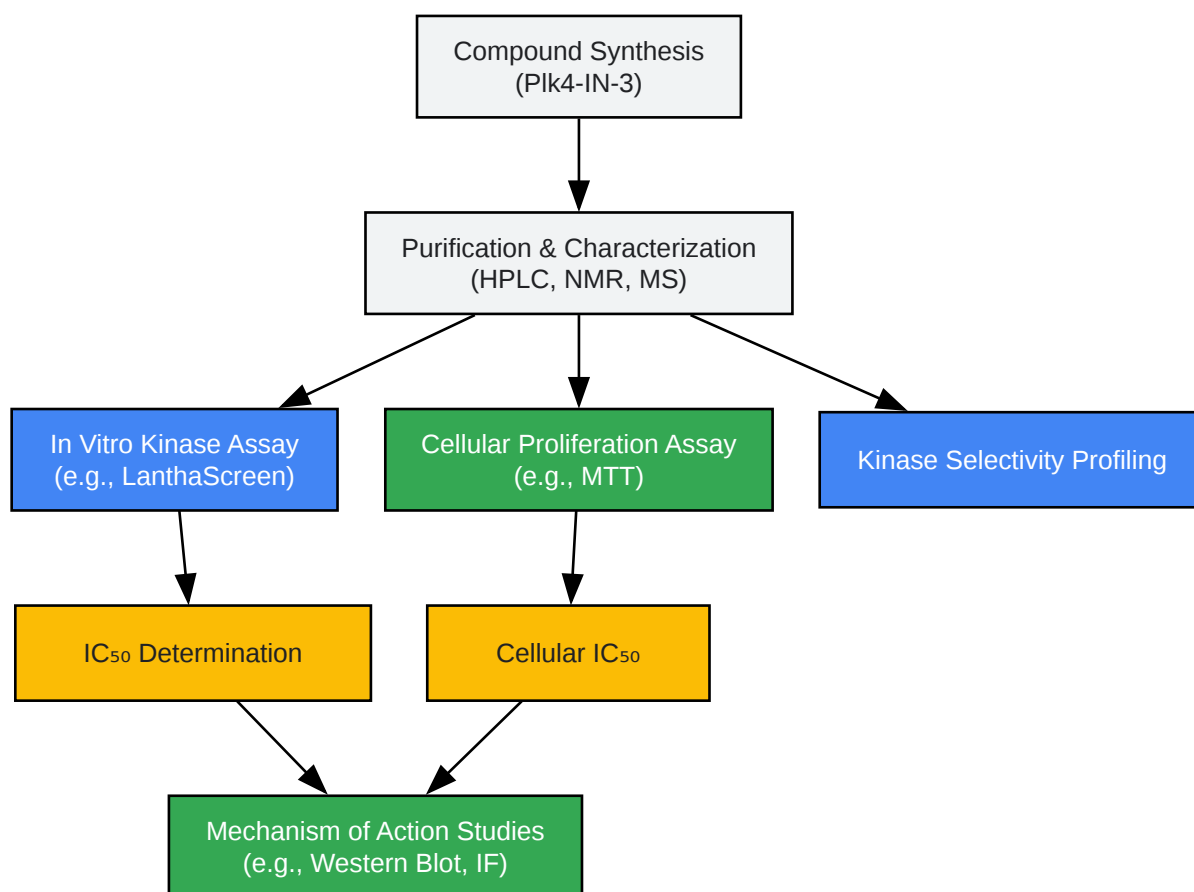 Compound Synthesis
(Plk4-IN-3)
Purification & Characterization
(HPLC, NMR, MS)
In Vitro Kinase Assay
(e.g., LanthaScreen)
Cellular Proliferation Assay
(e.g., MTT)
Kinase Selectivity Profiling
IC₅₀ Determination
Cellular IC₅₀
Mechanism of Action Studies
(e.g., Western Blot, IF)